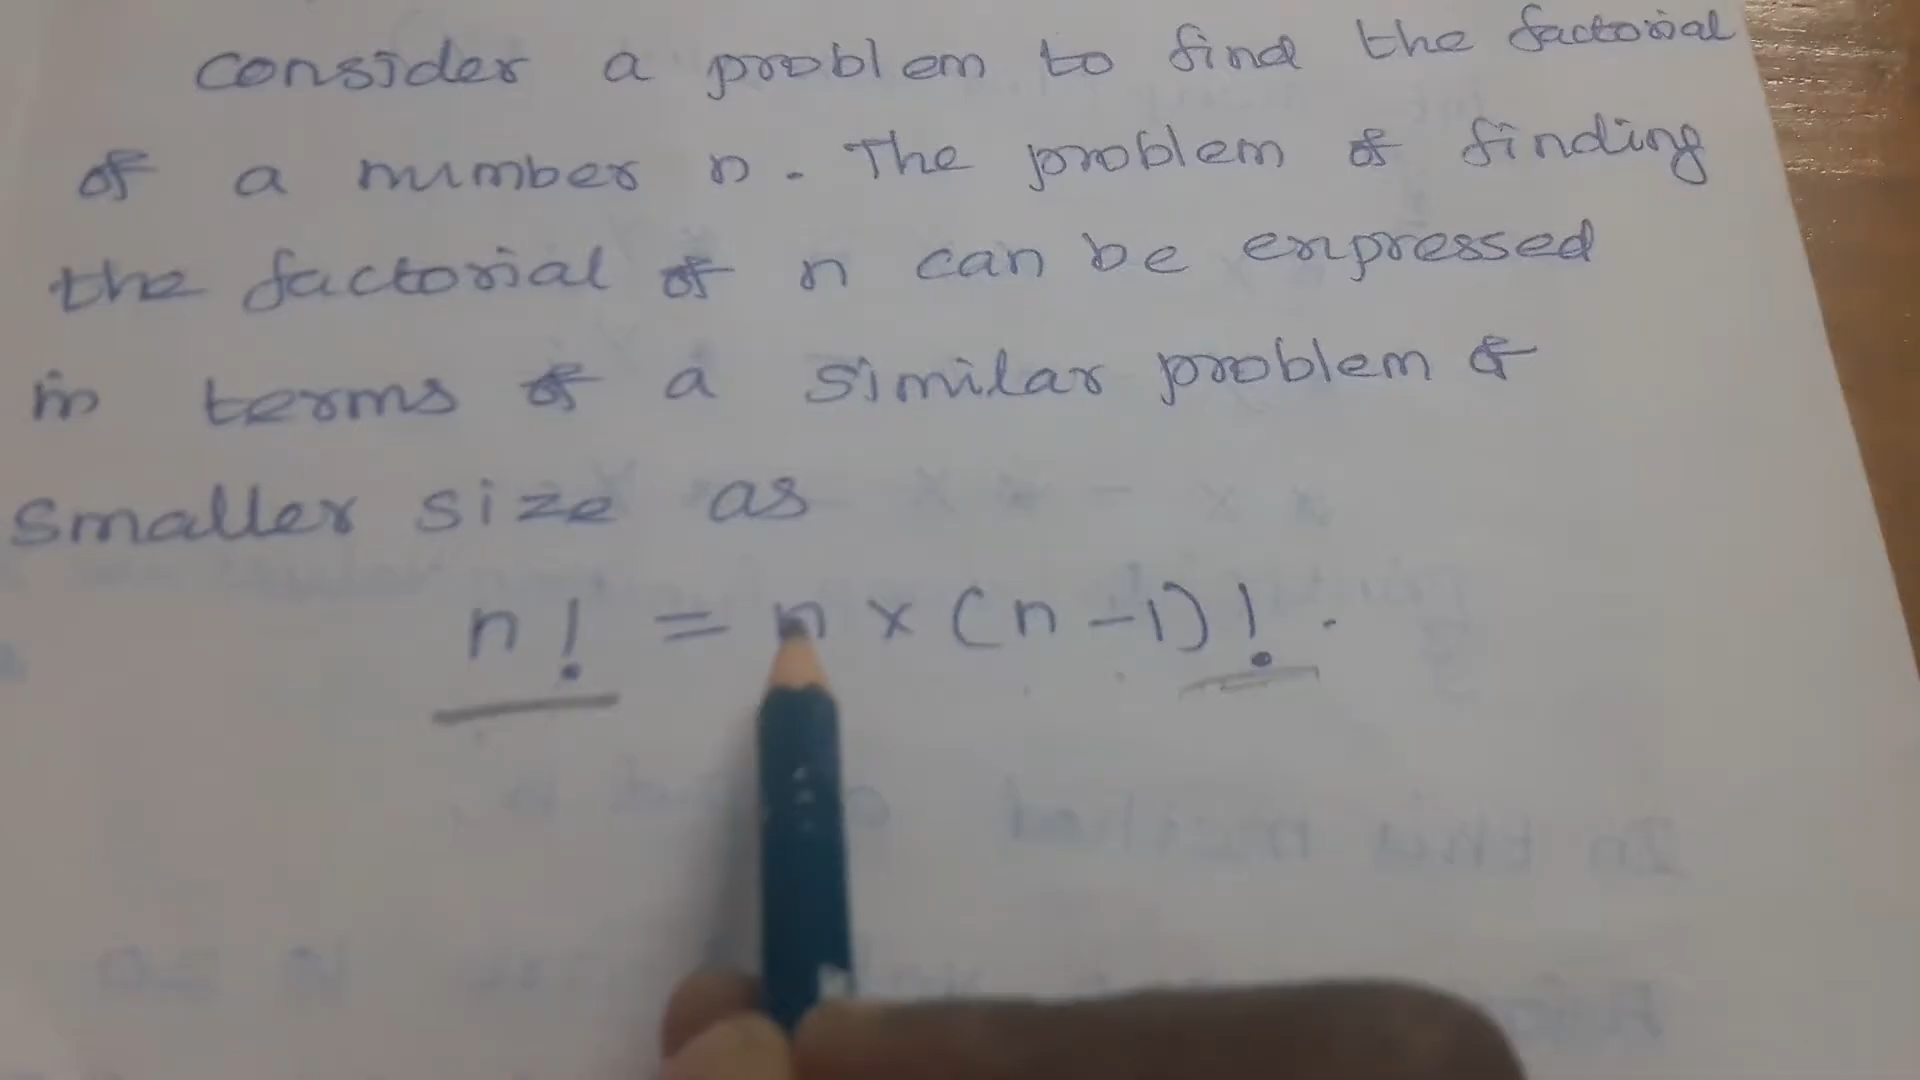 consider a problem to find the factorial
of a number n. The problem of finding
the factorial of n can be expressed
in terms of a similar problem of
smaller size as
n! = n × (n-1)!.